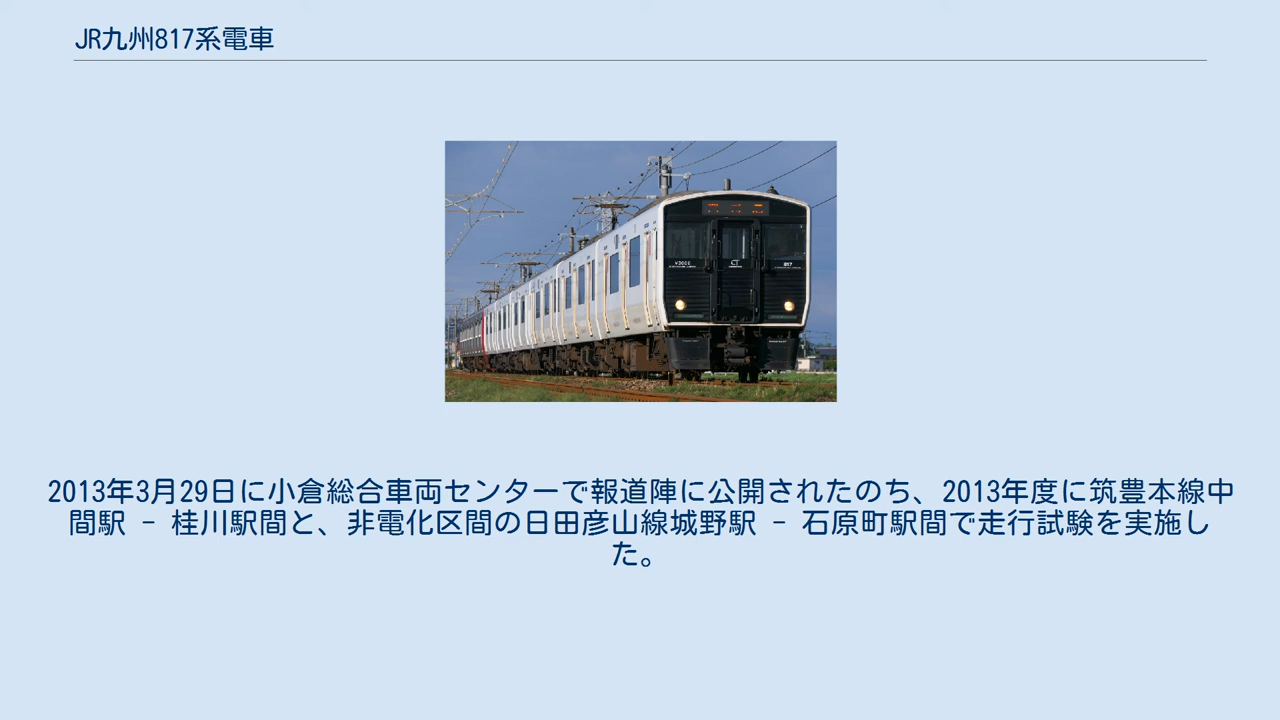 JR九州817系電車
CT
817
2013年3月29日に小倉総合車両センターで報道陣に公開されたのち、2013年度に筑豊本線中
間駅 - 桂川駅間と、非電化区間の日田彦山線城野駅 - 石原町駅間で走行試験を実施し
た。